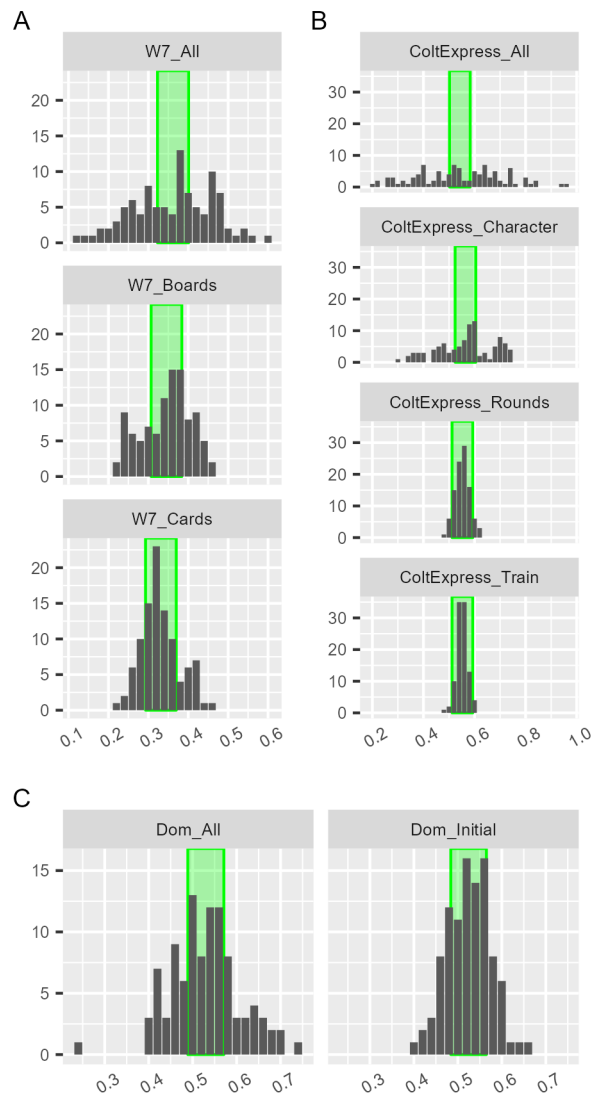 A
B
W7_All
ColtExpress_All
20
15
10
5
0
30
20
10
0
ColtExpress_Character
30
20
10
0
W7_Boards
20
15
10
5
0
ColtExpress_Rounds
30
20
10
0
W7_Cards
20
15
10
5
0
ColtExpress_Train
30
20
10
0
0.1 0.2 0.3 0.4 0.5 0.6
0.2 0.4 0.6 0.8 1.0
C
Dom_All
Dom_Initial
15
10
5
0
0.3 0.4 0.5 0.6 0.7
0.3 0.4 0.5 0.6 0.7